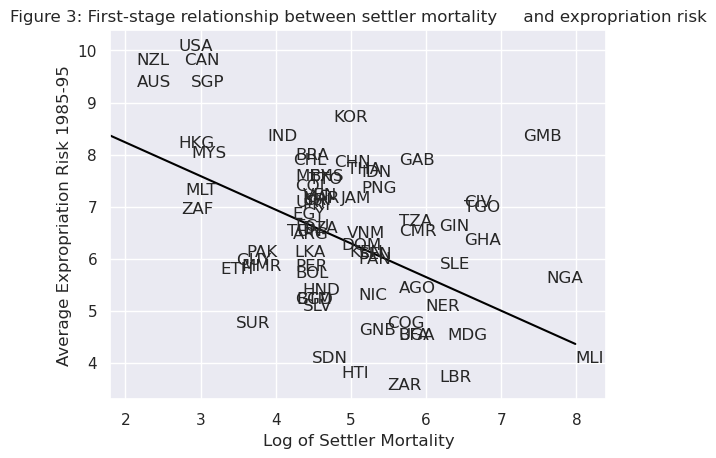 Figure 3: First-stage relationship between settler mortality     and expropriation risk
10
9
8
7
6
5
4
Average Expropriation Risk 1985-95
USA
NZL CAN
AUS SGP
KOR
IND GMB
HKG
MYS
BRA
CHL CHN GAB
THA
IDN
MLT PNG
JAM
ZAF
CIV
TGO
EGY
TZA
GIN
CMR
VNM
ARG
GHA
DOM
PAK LKA
PAN
MMR PER SLE
ETH
BOL
NGA
HND AGO
NIC
NER
SLV
SUR COG
GNB
MDG
SDN
MLI
HTI LBR
ZAR
2 3 4 5 6 7 8
Log of Settler Mortality